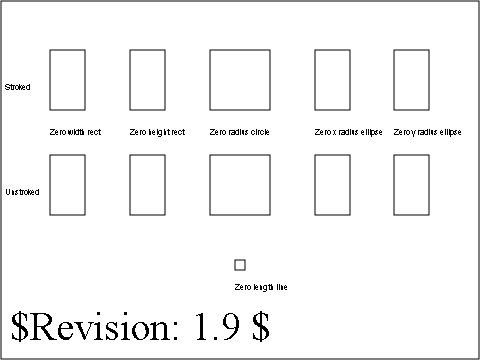 Stroked
Zero width rect Zero height rect Zero radius circle Zero x radius ellipse Zero y radius ellipse
Unstroked
Zero length line
$Revision: 1.9 $